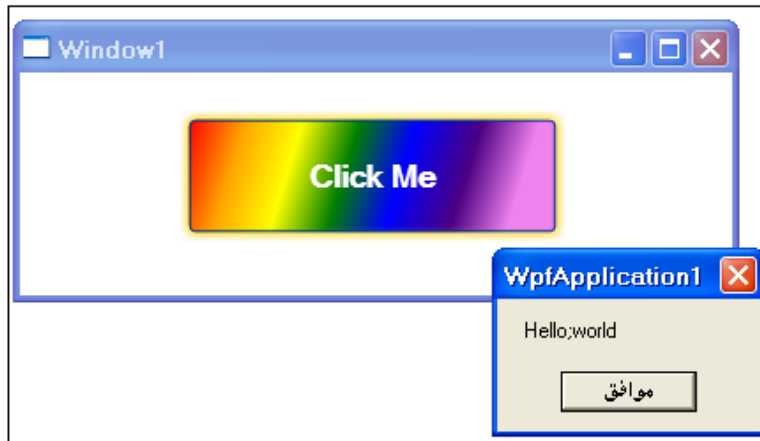 Window1
Click Me
WpfApplication1
Hello;world
موافق